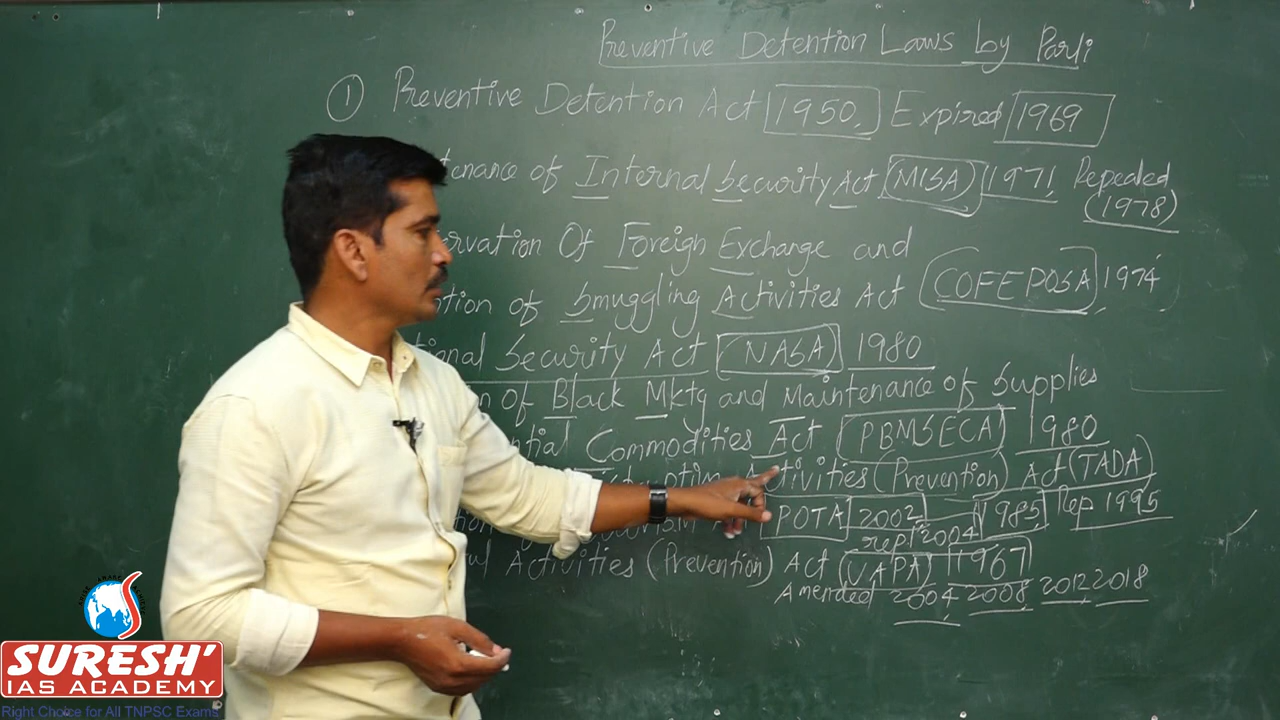 Preventive Detention Laws by Parli
① Preventive Detention Act 1950, Expired 1969
tenance of Internal Security Act (MISA) 1971 Repealed (1978)
ervation Of Foreign Exchange and
tion of Smuggling Activities Act COFEPOSA 1974
ional Security Act (NASA) 1980
on of Black Mktg and Maintenance of Supplies
ntial Commodities Act (PBMSECA) 1980
Activities (Prevention) Act (TADA)
1985 Rep 1995
POTA 2002
rep 2004
ul Activities (Prevention) Act (UAPA) 1967
Amended 2004 2008 2012 2018
SURESH'
IAS ACADEMY
Right Choice for All TNPSC Exams